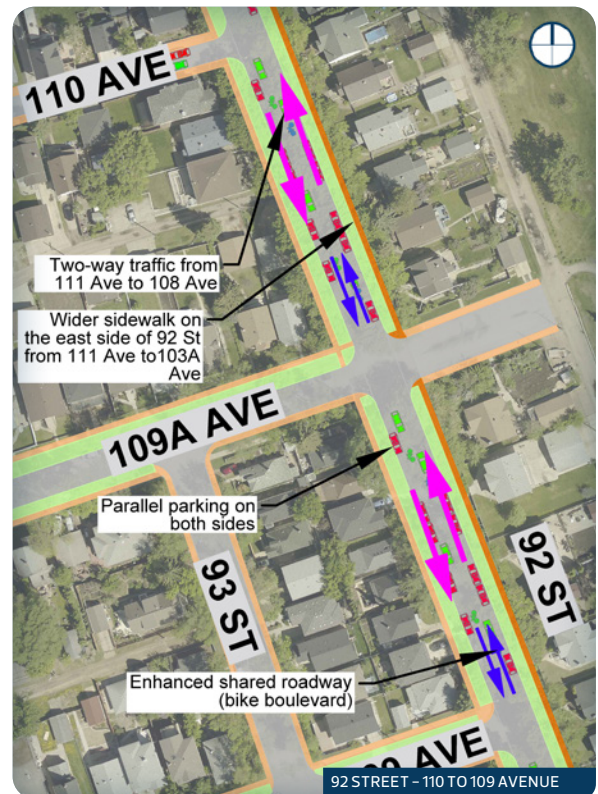 110 AVE
Two-way traffic from
111 Ave to 108 Ave
Wider sidewalk on
the east side of 92 St
from 111 Ave to103A
Ave
109A AVE
Parallel parking on
both sides
93 ST
92 ST
Enhanced shared roadway
(bike boulevard)
AVE
92 STREET – 110 TO 109 AVENUE